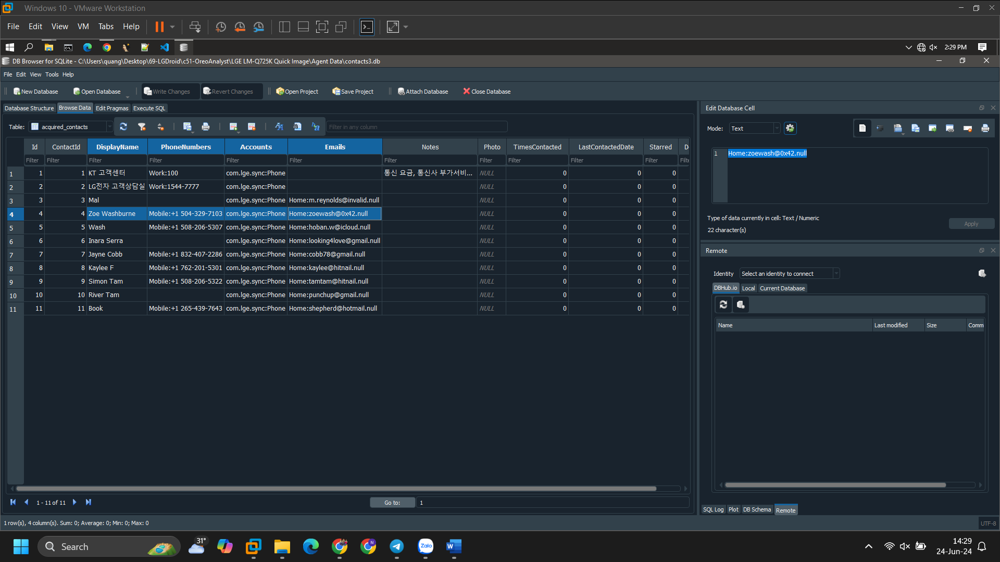 Windows 10 - VMware Workstation
File Edit View VM Tabs Help
2:29 PM
DB Browser for SQLite - C:\Users\quang\Desktop\69-LGDroid\c51-OreoAnalyst\LGE LM-Q725K Quick Image\Agent Data\contacts3.db
File Edit View Tools Help
New Database Open Database Write Changes Revert Changes Open Project Save Project Attach Database Close Database
Database Structure Browse Data Edit Pragmas Execute SQL
Table: acquired_contacts Filter in any column
Id ContactId DisplayName PhoneNumbers Accounts Emails Notes Photo TimesContacted LastContactedDate Starred
Filter Filter Filter Filter Filter Filter Filter Filter Filter Filter Filter
1 1 1 KT 고객센터 Work:100 com.lge.sync:Phone 통신 요금, 통신사 부가서비... NULL 0 0 0
2 2 2 LG전자 고객상담실 Work:1544-7777 com.lge.sync:Phone NULL 0 0 0
3 3 3 Mal com.lge.sync:Phone Home:m.reynolds@invalid.null NULL 0 0 0
4 4 4 Zoe Washburne Mobile:+1 504-329-7103 com.lge.sync:Phone Home:zoewash@0x42.null NULL 0 0 0
5 5 5 Wash Mobile:+1 508-206-5307 com.lge.sync:Phone Home:hoban.w@icloud.null NULL 0 0 0
6 6 6 Inara Serra com.lge.sync:Phone Home:looking4love@gmail.null NULL 0 0 0
7 7 7 Jayne Cobb Mobile:+1 832-407-2286 com.lge.sync:Phone Home:cobb78@gmail.null NULL 0 0 0
8 8 8 Kaylee F Mobile:+1 762-201-5301 com.lge.sync:Phone Home:kaylee@hitnail.null NULL 0 0 0
9 9 9 Simon Tam Mobile:+1 508-206-5322 com.lge.sync:Phone Home:tamtam@hitnail.null NULL 0 0 0
10 10 10 River Tam com.lge.sync:Phone Home:punchup@gmail.null NULL 0 0 0
11 11 11 Book Mobile:+1 265-439-7643 com.lge.sync:Phone Home:shepherd@hotmail.null NULL 0 0 0
1 - 11 of 11 Go to: 1
1 row(s), 4 column(s). Sum: 0; Average: 0; Min: 0; Max: 0
Edit Database Cell
Mode: Text
1 Home:zoewash@0x42.null
Type of data currently in cell: Text / Numeric
22 character(s)
Apply
Remote
Identity Select an identity to connect
DBHub.io Local Current Database
Name Last modified Size Comm
SQL Log Plot DB Schema Remote
UTF-8
Search
31°
Zalo
14:29
24-Jun-24